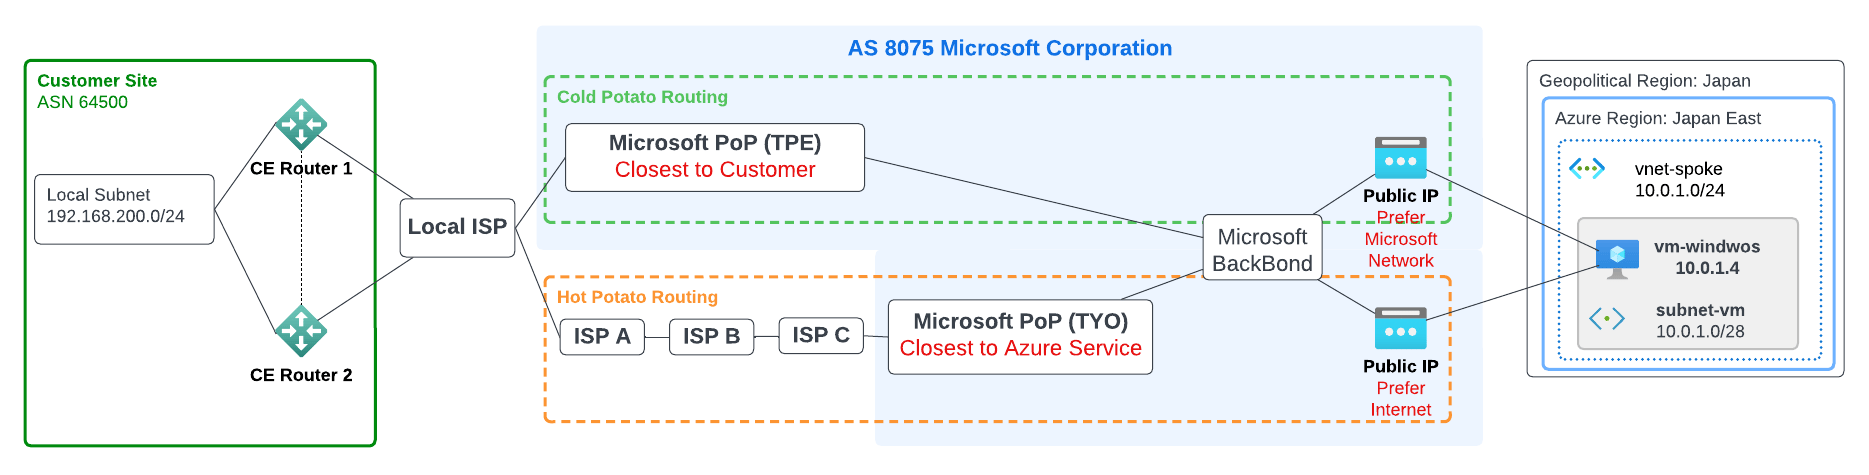 AS 8075 Microsoft Corporation
Customer Site
ASN 64500
CE Router 1
Local Subnet
192.168.200.0/24
CE Router 2
Local ISP
Cold Potato Routing
Microsoft PoP (TPE)
Closest to Customer
Hot Potato Routing
ISP A
ISP B
ISP C
Microsoft PoP (TYO)
Closest to Azure Service
Microsoft
BackBond
Public IP
Prefer
Microsoft
Network
Public IP
Prefer
Internet
Geopolitical Region: Japan
Azure Region: Japan East
vnet-spoke
10.0.1.0/24
vm-windwos
10.0.1.4
subnet-vm
10.0.1.0/28